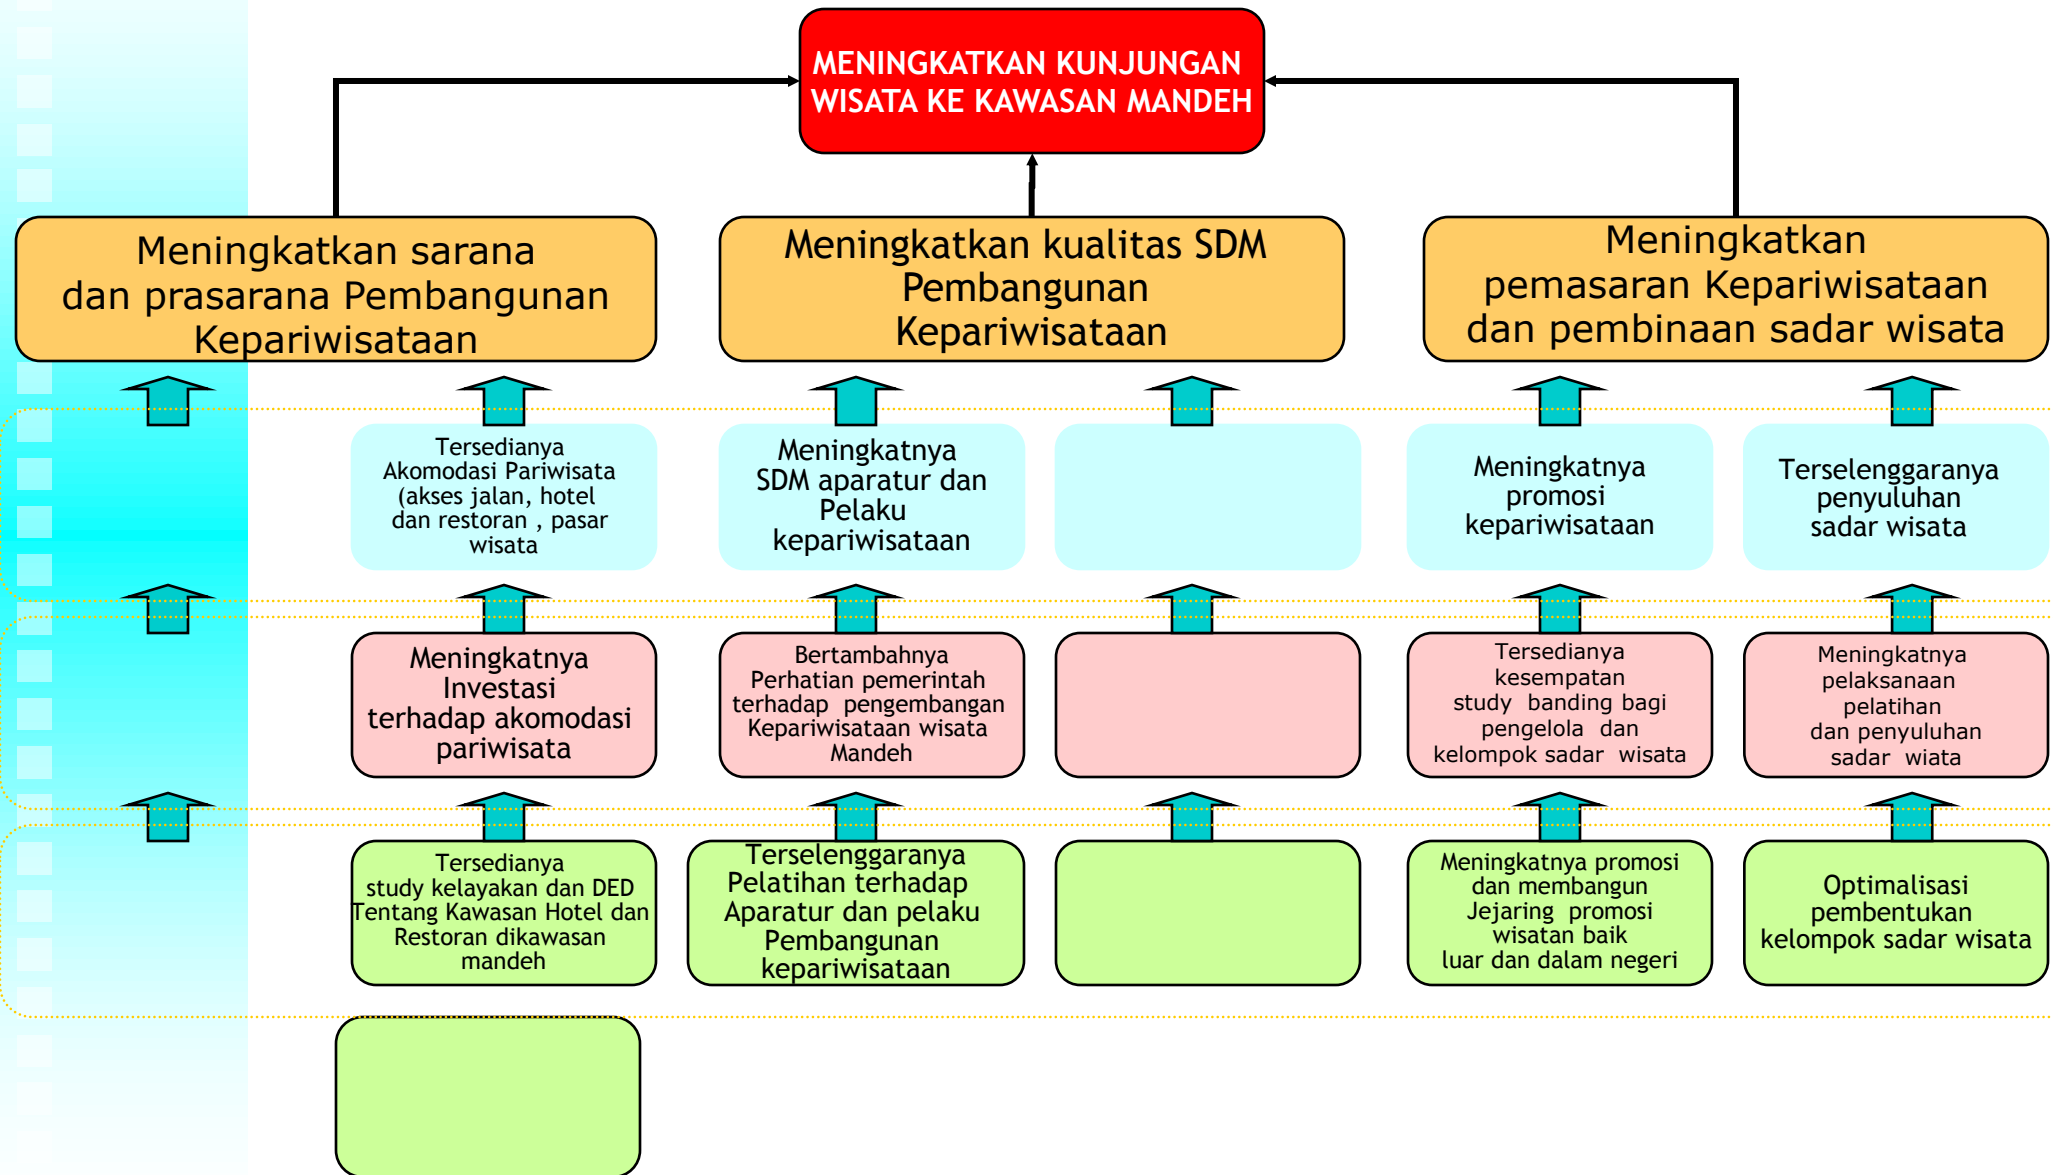 MENINGKATKAN KUNJUNGAN
WISATA KE KAWASAN MANDEH
Meningkatkan sarana
dan prasarana Pembangunan
Kepariwisataan
Meningkatkan kualitas SDM
Pembangunan
Kepariwisataan
Meningkatkan
pemasaran Kepariwisataan
dan pembinaan sadar wisata
Tersedianya
Akomodasi Pariwisata
(akses jalan, hotel
dan restoran , pasar
wisata
Meningkatnya
SDM aparatur dan
Pelaku
kepariwisataan
Meningkatnya
promosi
kepariwisataan
Terselenggaranya
penyuluhan
sadar wisata
Meningkatnya
Investasi
terhadap akomodasi
pariwisata
Bertambahnya
Perhatian pemerintah
terhadap pengembangan
Kepariwisataan wisata
Mandeh
Tersedianya
kesempatan
study banding bagi
pengelola dan
kelompok sadar wisata
Meningkatnya
pelaksanaan
pelatihan
dan penyuluhan
sadar wiata
Tersedianya
study kelayakan dan DED
Tentang Kawasan Hotel dan
Restoran dikawasan
mandeh
Terselenggaranya
Pelatihan terhadap
Aparatur dan pelaku
Pembangunan
kepariwisataan
Meningkatnya promosi
dan membangun
Jejaring promosi
wisatan baik
luar dan dalam negeri
Optimalisasi
pembentukan
kelompok sadar wisata